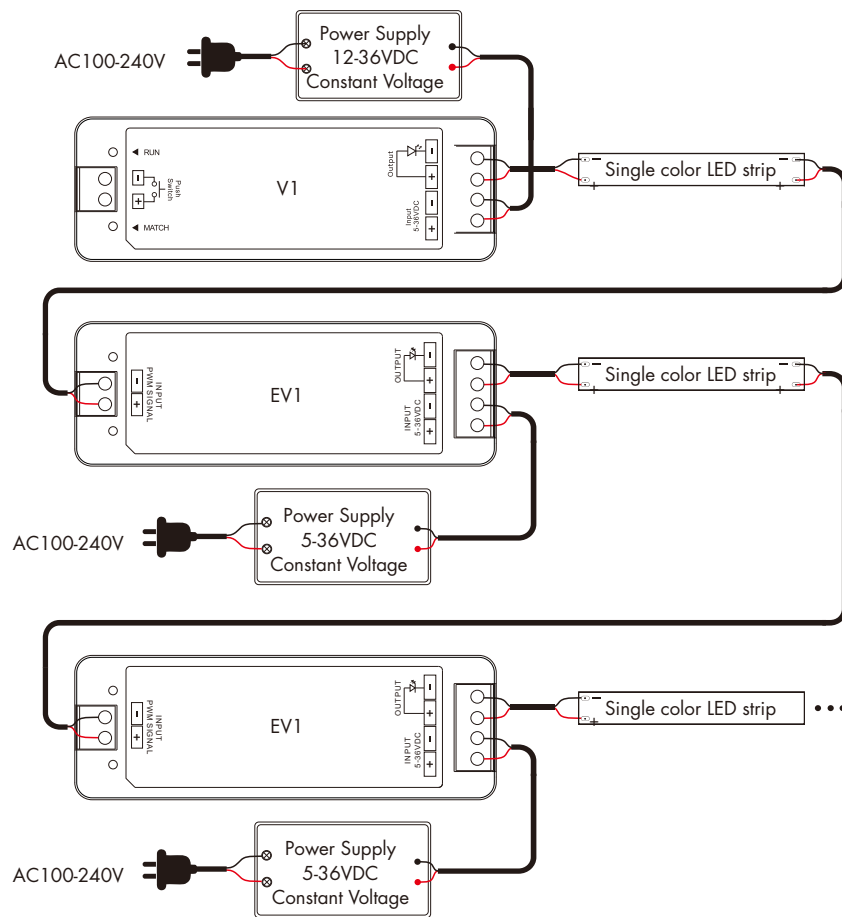 Power Supply
12-36VDC
Constant Voltage
AC100-240V
RUN
Push
Switch
MATCH
V1
Output
Input
5-36VDC
- + - +
- +
Single color LED strip
- +
- +
INPUT
PWM SIGNAL
- +
EV1
OUTPUT
INPUT
5-36VDC
- + - +
Single color LED strip
- +
- +
AC100-240V
Power Supply
5-36VDC
Constant Voltage
INPUT
PWM SIGNAL
- +
EV1
OUTPUT
INPUT
5-36VDC
- + - +
Single color LED strip
- +
•••
AC100-240V
Power Supply
5-36VDC
Constant Voltage